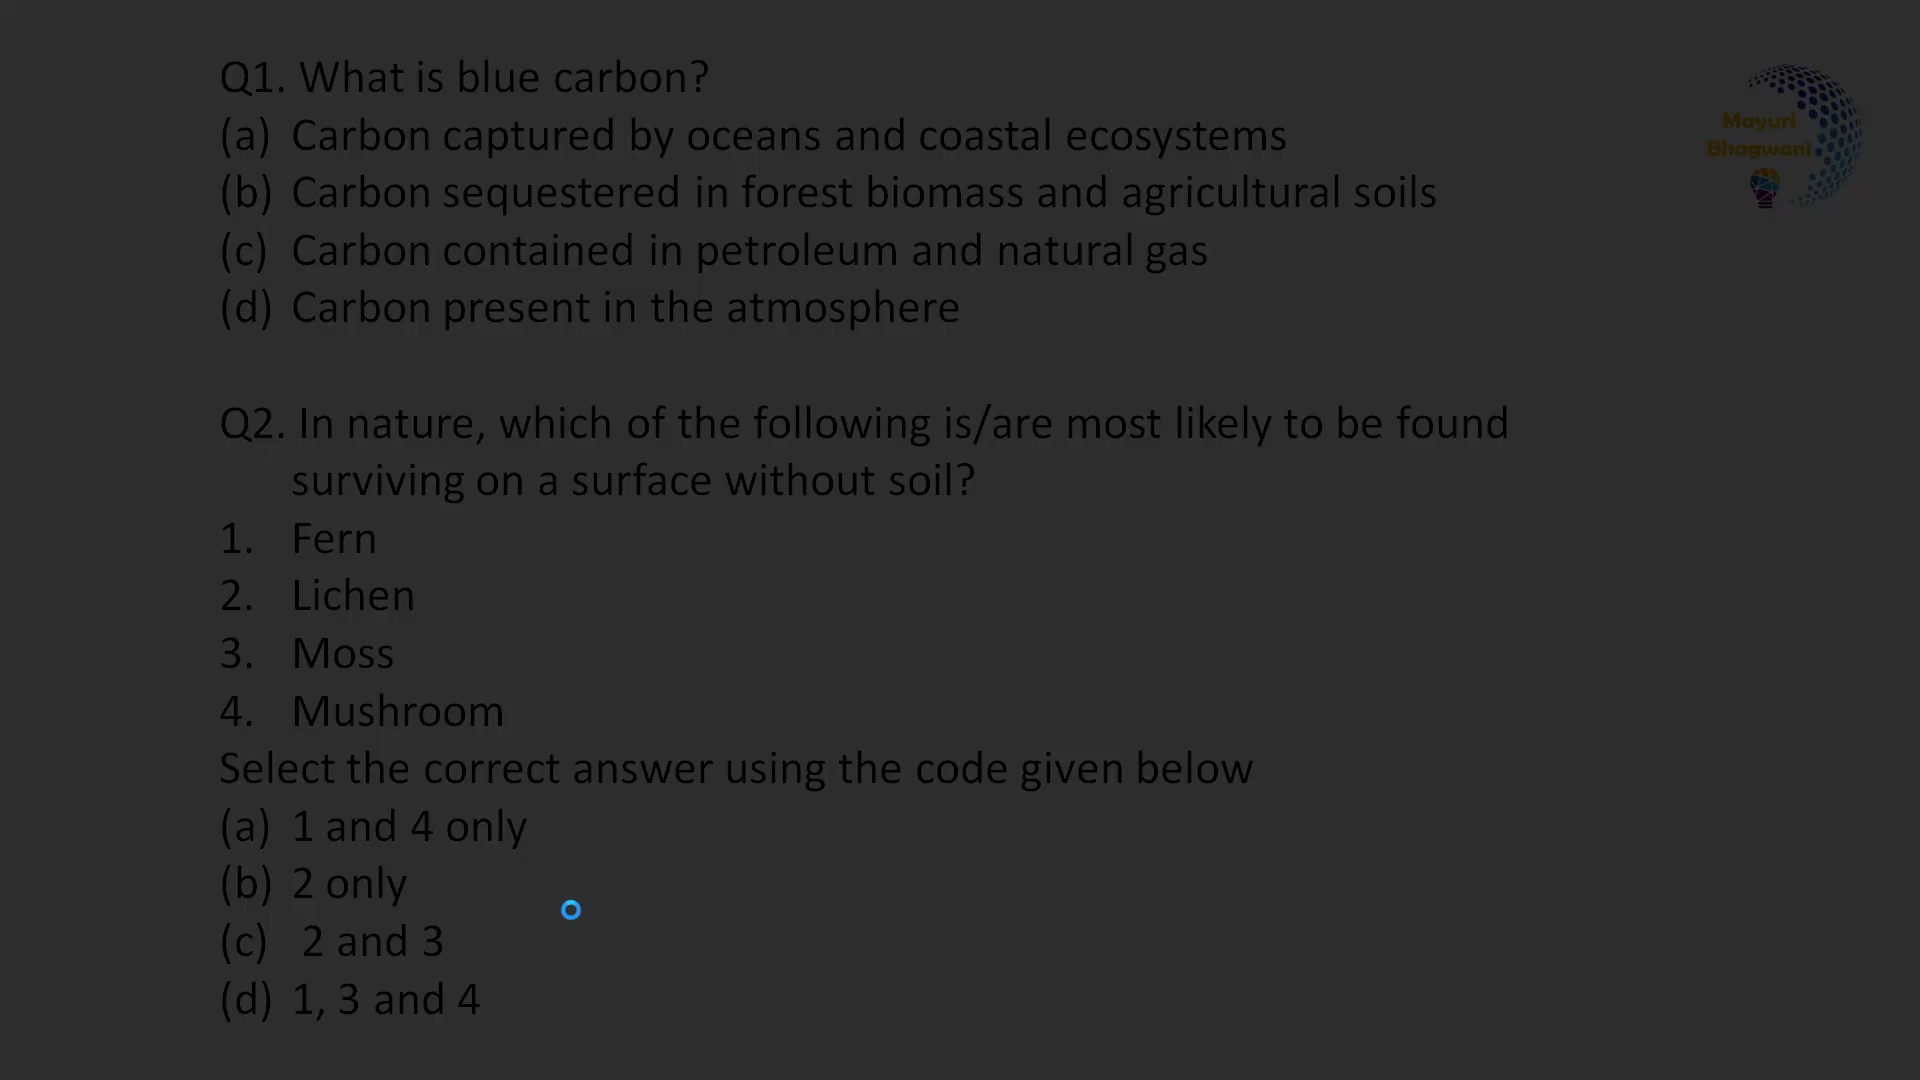 Q1. What is blue carbon?
(a) Carbon captured by oceans and coastal ecosystems
(b) Carbon sequestered in forest biomass and agricultural soils
(c) Carbon contained in petroleum and natural gas
(d) Carbon present in the atmosphere
Mayuri
Bhagwani
Q2. In nature, which of the following is/are most likely to be found
surviving on a surface without soil?
1. Fern
2. Lichen
3. Moss
4. Mushroom
Select the correct answer using the code given below
(a) 1 and 4 only
(b) 2 only
(c) 2 and 3
(d) 1, 3 and 4